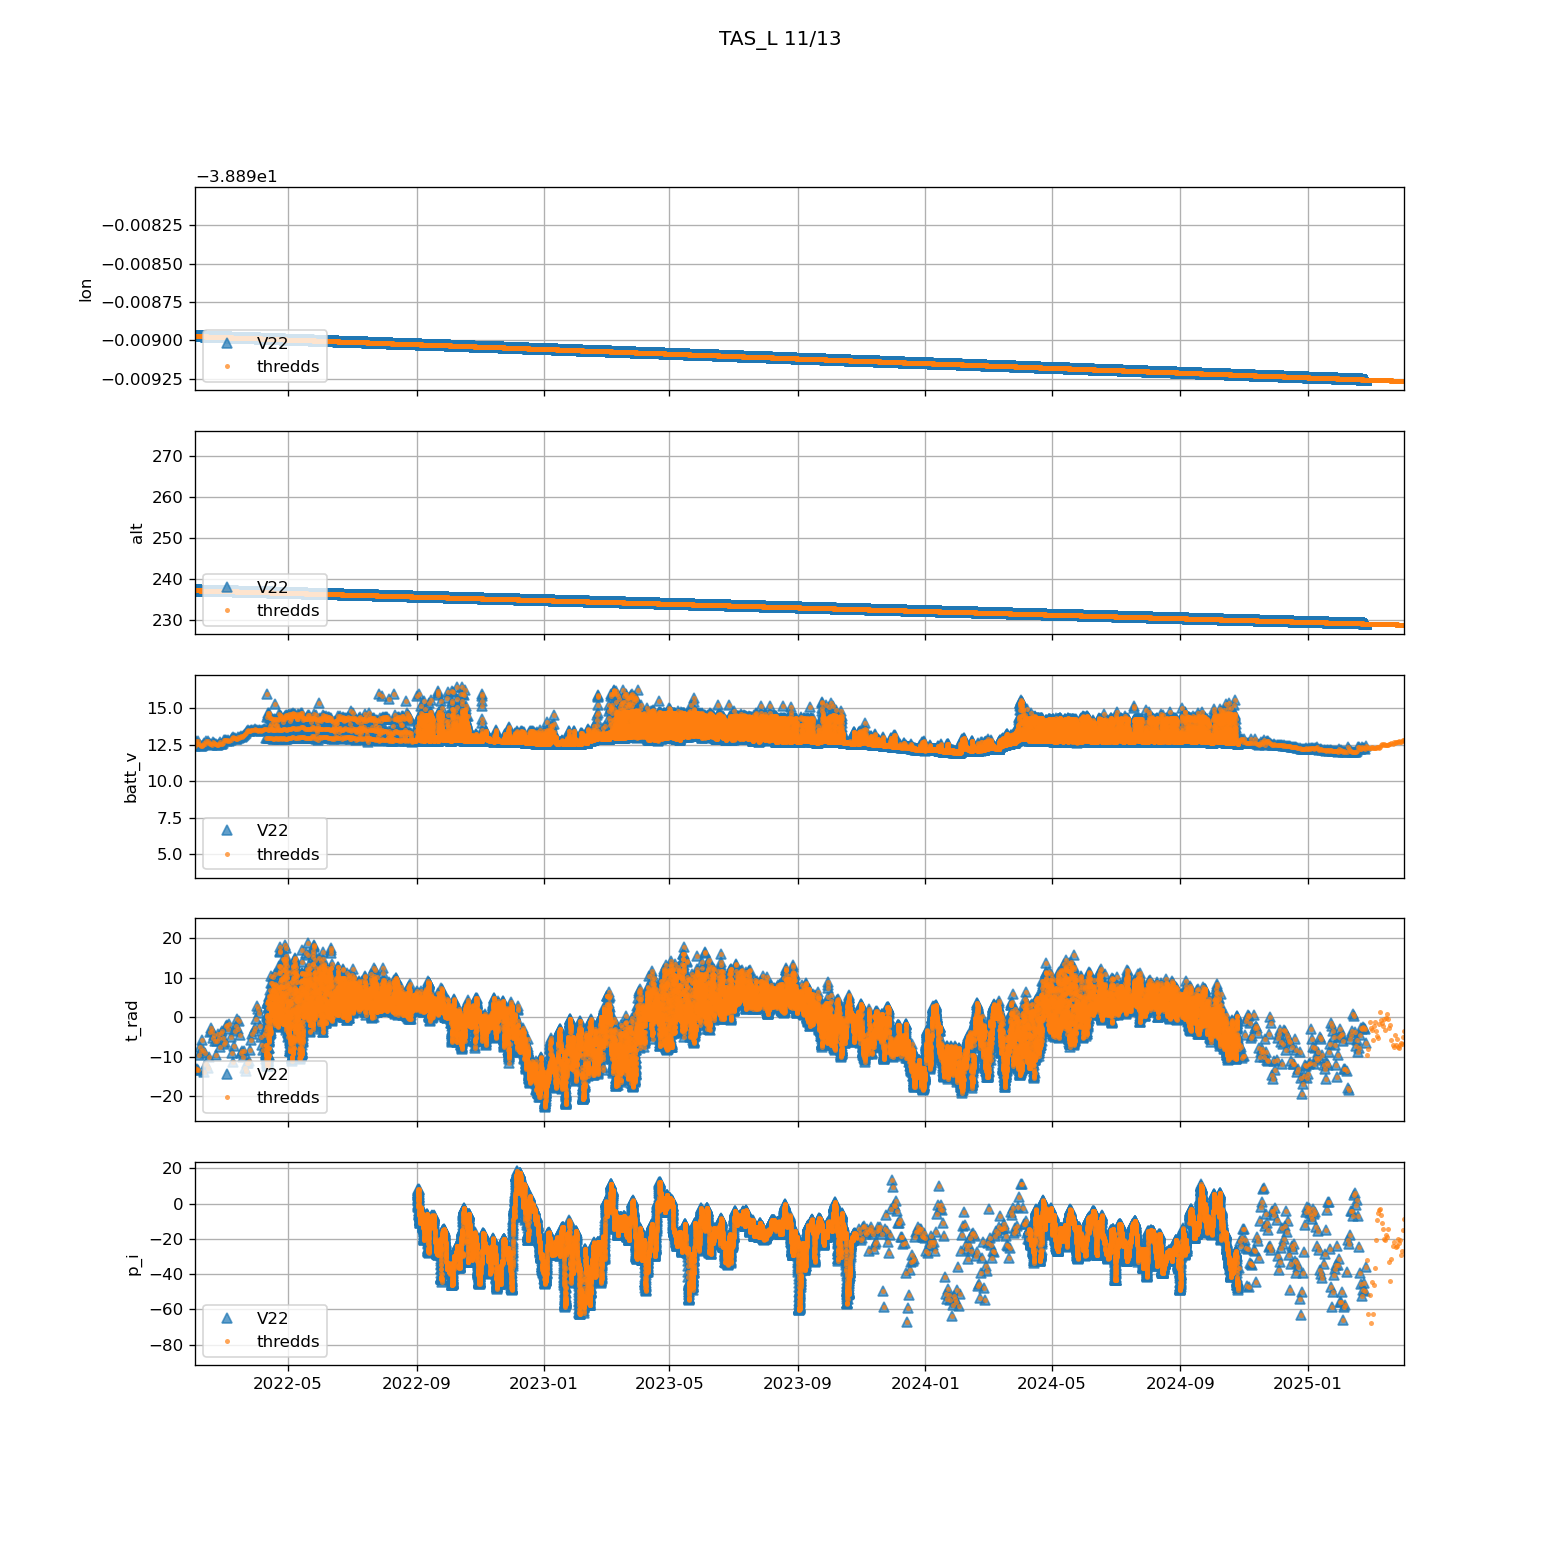 TAS_L 11/13
−3.889e1
−0.00825
−0.00850
−0.00875
−0.00900
−0.00925
lon
V22
thredds
270
260
250
240
230
alt
V22
thredds
15.0
12.5
10.0
7.5
5.0
batt_v
V22
thredds
20
10
0
−10
−20
t_rad
V22
thredds
20
0
−20
−40
−60
−80
p_i
V22
thredds
2022-05 2022-09 2023-01 2023-05 2023-09 2024-01 2024-05 2024-09 2025-01